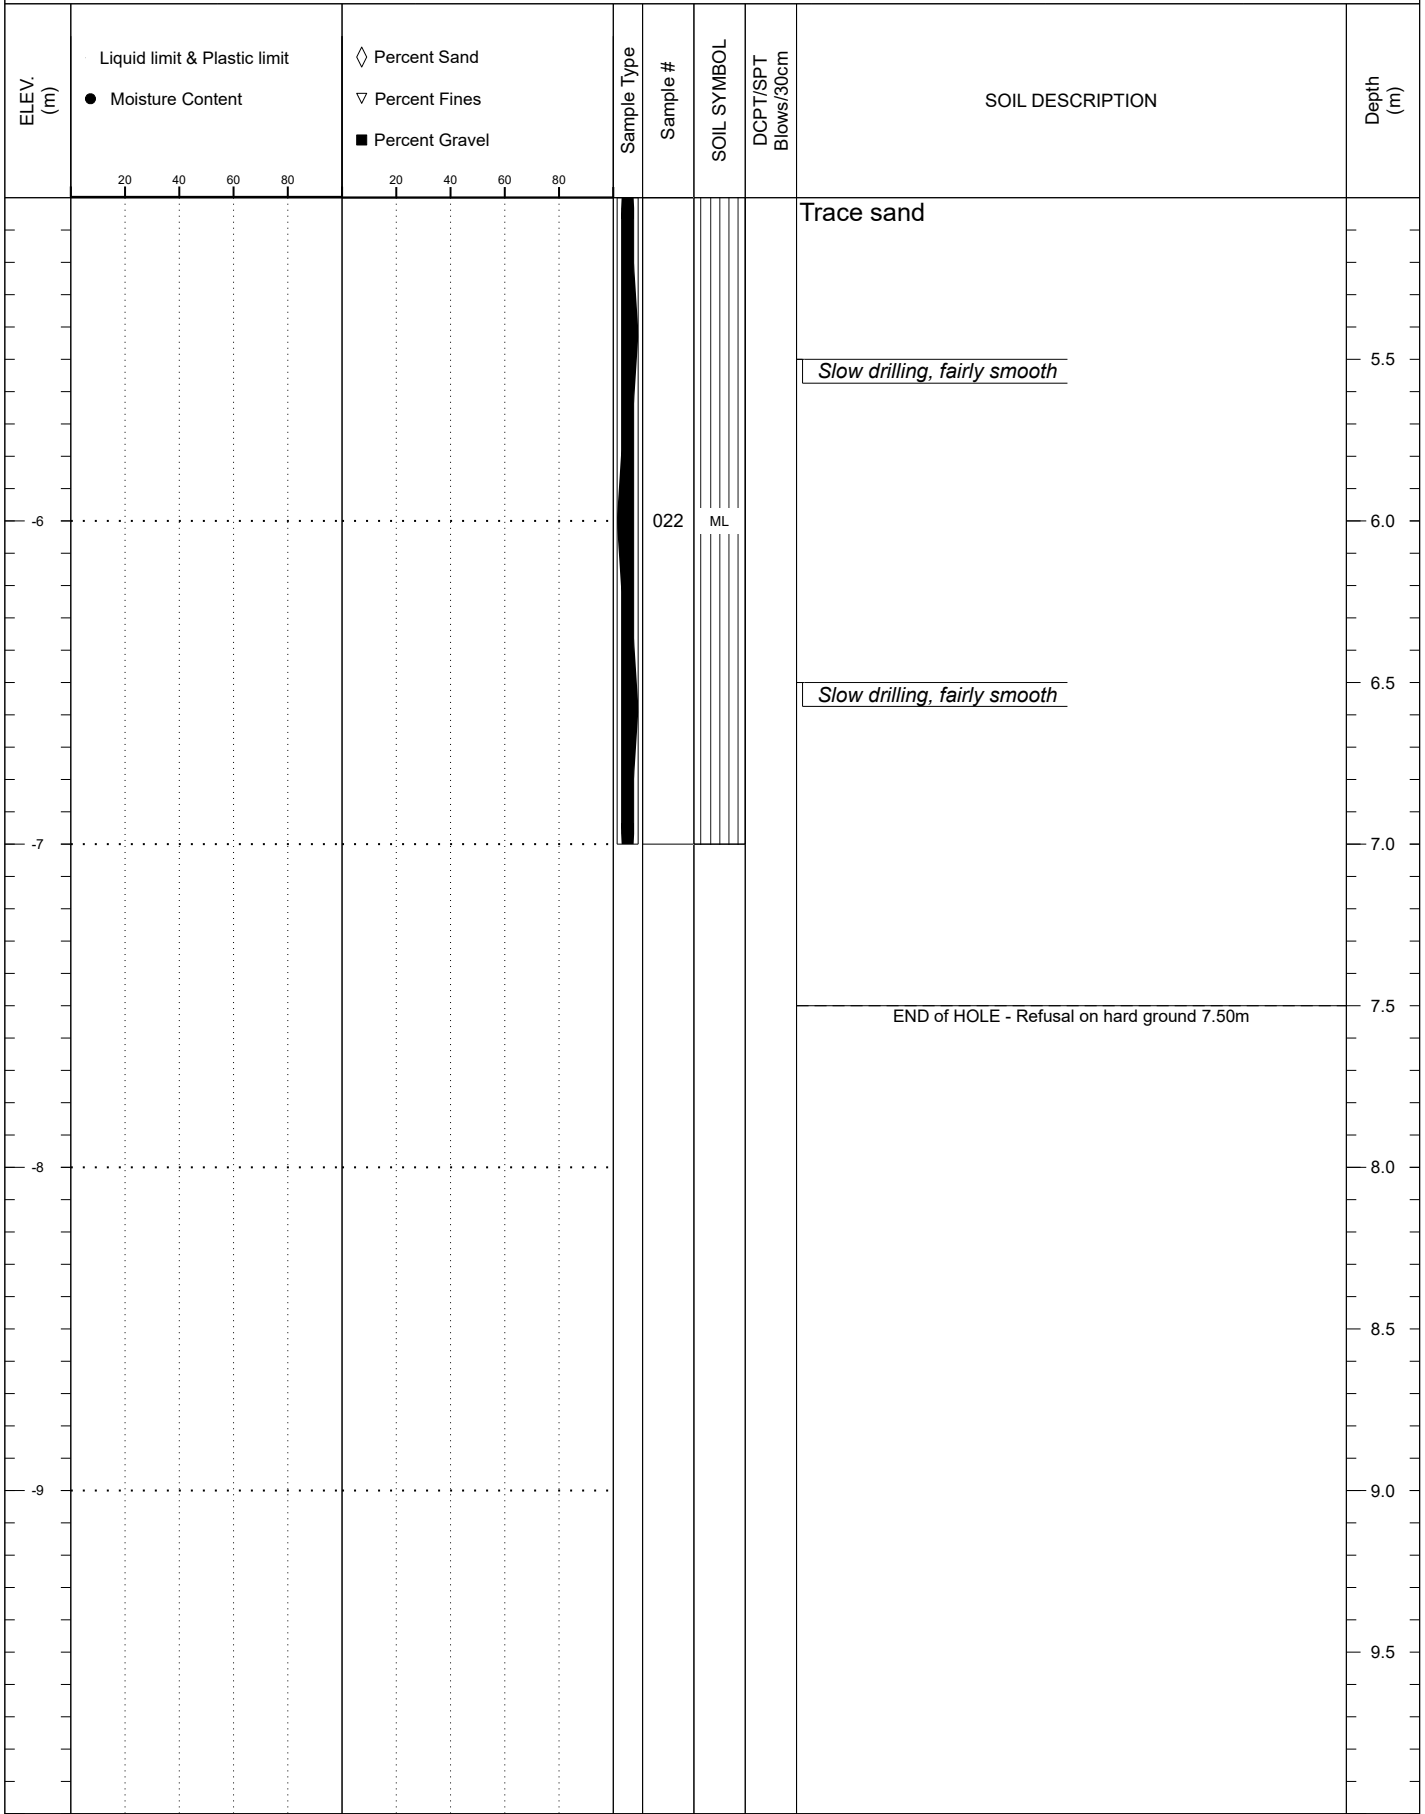 ELEV.
(m)
Liquid limit & Plastic limit
Moisture Content
20 40 60 80
Percent Sand
Percent Fines
Percent Gravel
20 40 60 80
Sample Type
Sample #
SOIL SYMBOL
DCPT/SPT
Blows/30cm
SOIL DESCRIPTION
Depth
(m)
Trace sand
5.5
Slow drilling, fairly smooth
-6 022 ML 6.0
6.5
Slow drilling, fairly smooth
-7 7.0
7.5
END of HOLE - Refusal on hard ground 7.50m
-8 8.0
8.5
-9 9.0
9.5